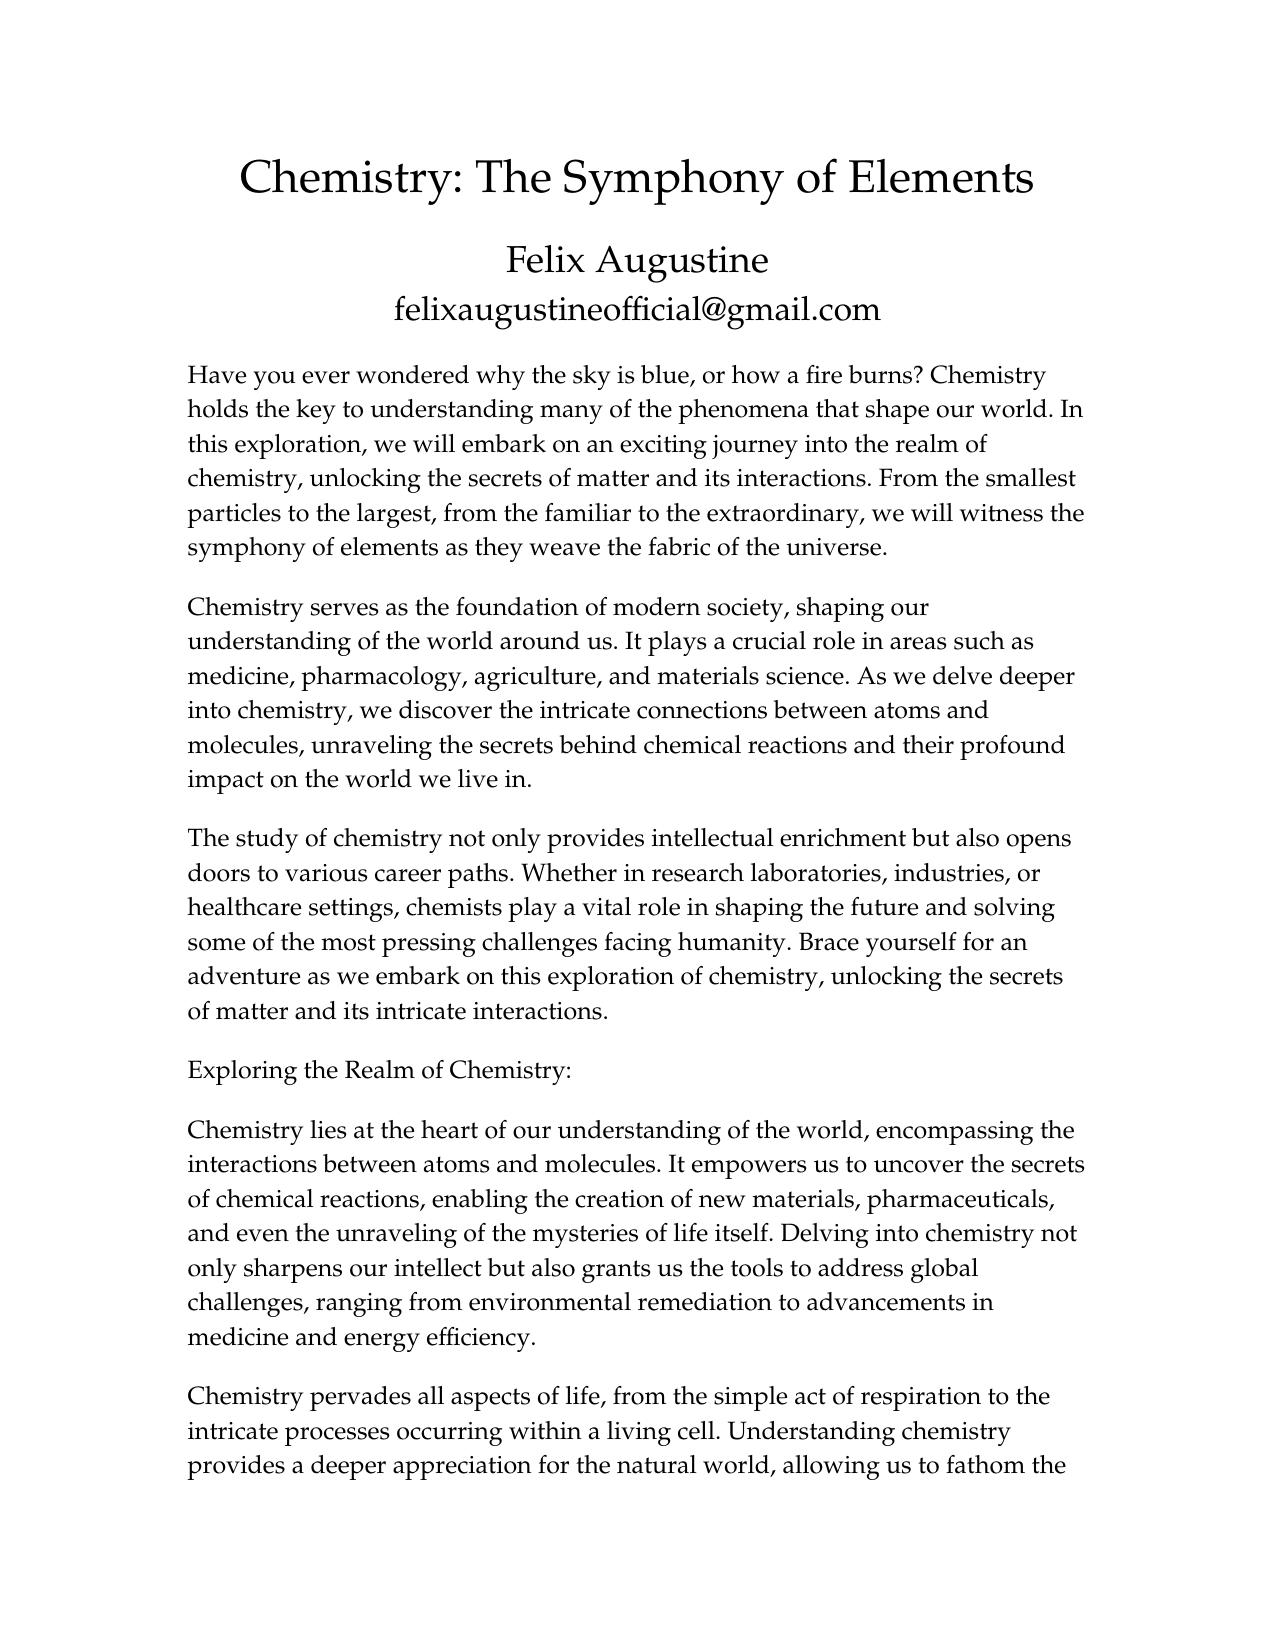 Chemistry: The Symphony of Elements
Felix Augustine
felixaugustineofficial@gmail.com
Have you ever wondered why the sky is blue, or how a fire burns? Chemistry
holds the key to understanding many of the phenomena that shape our world. In
this exploration, we will embark on an exciting journey into the realm of
chemistry, unlocking the secrets of matter and its interactions. From the smallest
particles to the largest, from the familiar to the extraordinary, we will witness the
symphony of elements as they weave the fabric of the universe.
Chemistry serves as the foundation of modern society, shaping our
understanding of the world around us. It plays a crucial role in areas such as
medicine, pharmacology, agriculture, and materials science. As we delve deeper
into chemistry, we discover the intricate connections between atoms and
molecules, unraveling the secrets behind chemical reactions and their profound
impact on the world we live in.
The study of chemistry not only provides intellectual enrichment but also opens
doors to various career paths. Whether in research laboratories, industries, or
healthcare settings, chemists play a vital role in shaping the future and solving
some of the most pressing challenges facing humanity. Brace yourself for an
adventure as we embark on this exploration of chemistry, unlocking the secrets
of matter and its intricate interactions.
Exploring the Realm of Chemistry:
Chemistry lies at the heart of our understanding of the world, encompassing the
interactions between atoms and molecules. It empowers us to uncover the secrets
of chemical reactions, enabling the creation of new materials, pharmaceuticals,
and even the unraveling of the mysteries of life itself. Delving into chemistry not
only sharpens our intellect but also grants us the tools to address global
challenges, ranging from environmental remediation to advancements in
medicine and energy efficiency.
Chemistry pervades all aspects of life, from the simple act of respiration to the
intricate processes occurring within a living cell. Understanding chemistry
provides a deeper appreciation for the natural world, allowing us to fathom the